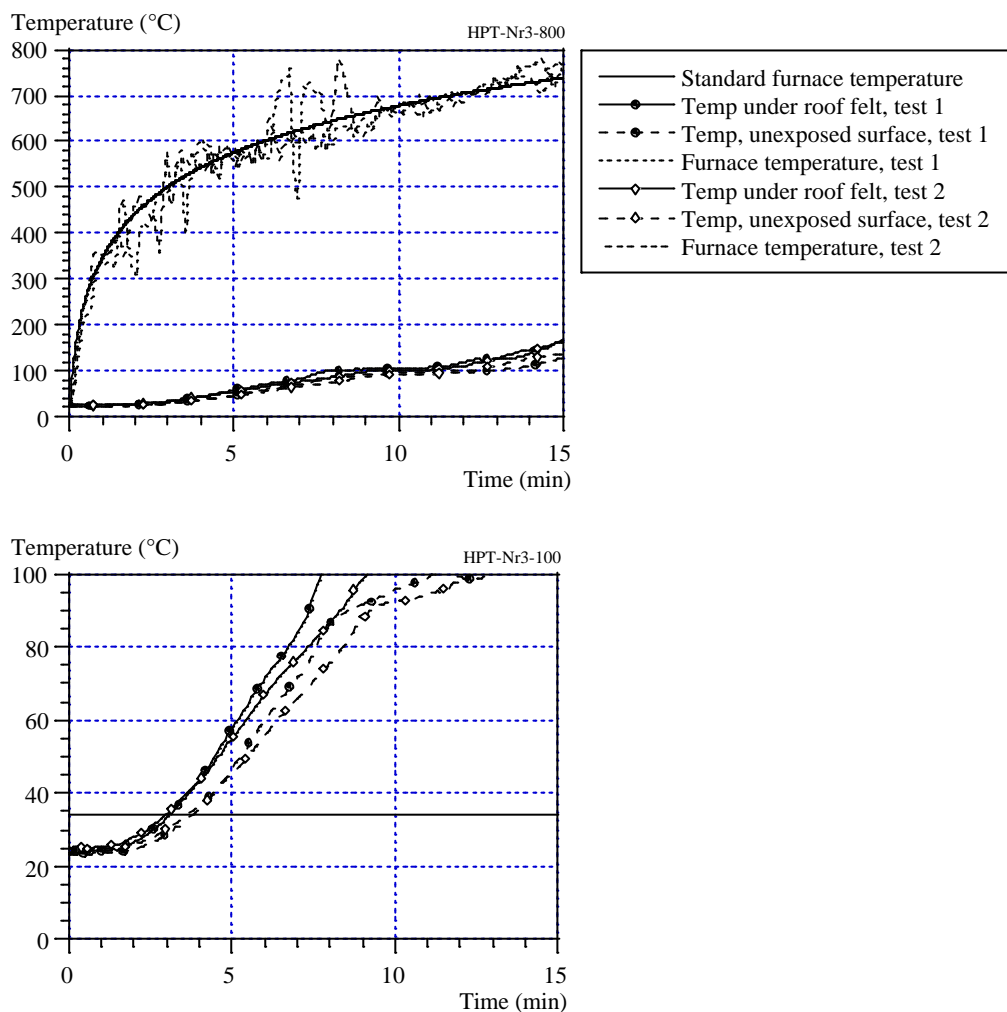 Temperature (°C)
HPT-Nr3-800
800
700
600
500
400
300
200
100
0
0 5 10 15
Time (min)
Standard furnace temperature
Temp under roof felt, test 1
Temp, unexposed surface, test 1
Furnace temperature, test 1
Temp under roof felt, test 2
Temp, unexposed surface, test 2
Furnace temperature, test 2
Temperature (°C)
HPT-Nr3-100
100
80
60
40
20
0
0 5 10 15
Time (min)